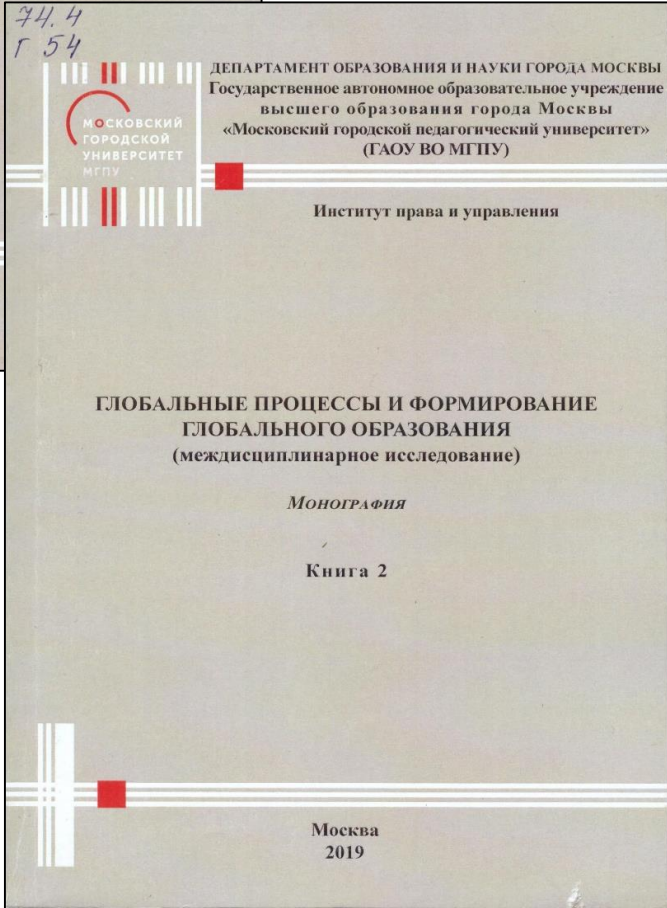 74.4
Г 54
МОСКОВСКИЙ
ГОРОДСКОЙ
УНИВЕРСИТЕТ
МГПУ
ДЕПАРТАМЕНТ ОБРАЗОВАНИЯ И НАУКИ ГОРОДА МОСКВЫ
Государственное автономное образовательное учреждение
высшего образования города Москвы
«Московский городской педагогический университет»
(ГАОУ ВО МГПУ)
Институт права и управления
ГЛОБАЛЬНЫЕ ПРОЦЕССЫ И ФОРМИРОВАНИЕ
ГЛОБАЛЬНОГО ОБРАЗОВАНИЯ
(междисциплинарное исследование)
Монография
Книга 2
Москва
2019